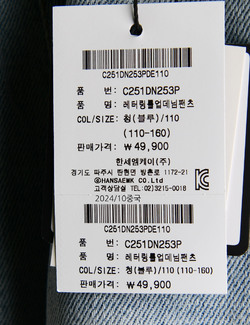 C251DN253PDE110
품 번: C251DN253P
품 명: 레터링롤업데님팬츠
COL/SIZE: 청(블루)/110
(110-160)
판매가격: ₩49,900
한세엠케이(주)
경기도 파주시 탄현면 방촌로 1172-21
ⓗHANSAEMK CO.,LTD
고객상담실 TEL:02)3215-0018
2024/10중국
C251DN253PDE110
품 번: C251DN253P
품 명: 레터링롤업데님팬츠
COL/SIZE: 청(블루)/110 (110-160)
판매가격: ₩49,900